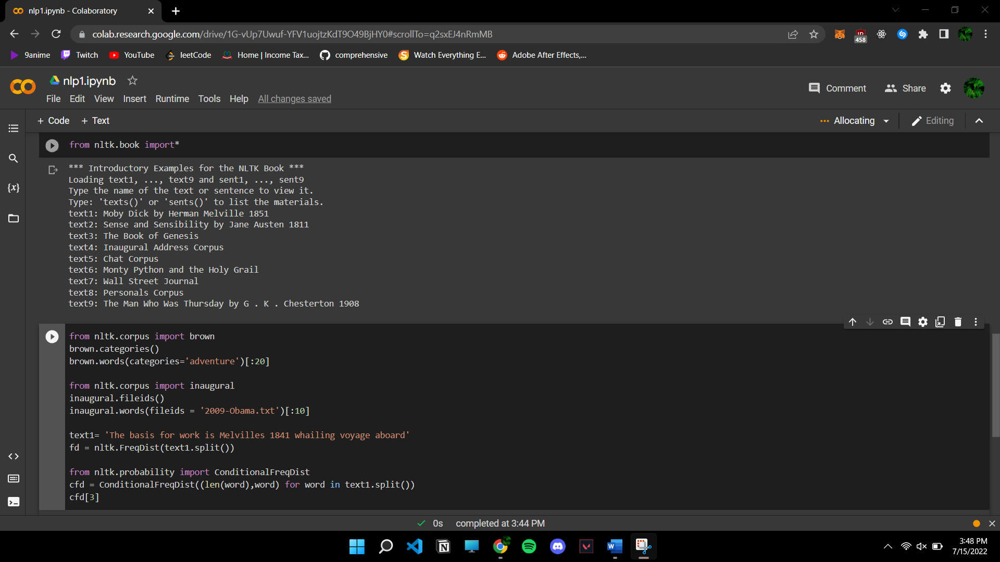 nlp1.ipynb - Colaboratory
colab.research.google.com/drive/1G-vUp7Uwuf-YFV1uojtzKdT9O49BjHY0#scrollTo=q2sxEJ4nRmMB
458
9anime Twitch YouTube leetCode Home | Income Tax... comprehensive Watch Everything E... Adobe After Effects,...
nlp1.ipynb
Comment Share
File Edit View Insert Runtime Tools Help All changes saved
+ Code + Text
Allocating Editing
from nltk.book import*
*** Introductory Examples for the NLTK Book ***
Loading text1, ..., text9 and sent1, ..., sent9
Type the name of the text or sentence to view it.
Type: 'texts()' or 'sents()' to list the materials.
text1: Moby Dick by Herman Melville 1851
text2: Sense and Sensibility by Jane Austen 1811
text3: The Book of Genesis
text4: Inaugural Address Corpus
text5: Chat Corpus
text6: Monty Python and the Holy Grail
text7: Wall Street Journal
text8: Personals Corpus
text9: The Man Who Was Thursday by G . K . Chesterton 1908
from nltk.corpus import brown
brown.categories()
brown.words(categories='adventure')[:20]
from nltk.corpus import inaugural
inaugural.fileids()
inaugural.words(fileids = '2009-Obama.txt')[:10]
text1= 'The basis for work is Melvilles 1841 whailing voyage aboard'
fd = nltk.FreqDist(text1.split())
from nltk.probability import ConditionalFreqDist
cfd = ConditionalFreqDist((len(word),word) for word in text1.split())
cfd[3]
0s completed at 3:44 PM
3:48 PM
7/15/2022